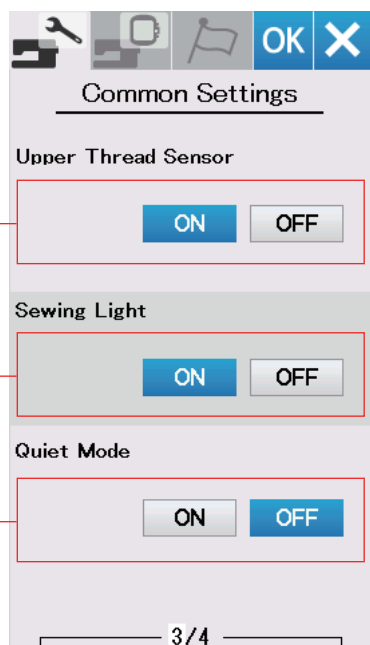 OK
Common Settings
Upper Thread Sensor
ON OFF
Sewing Light
ON OFF
Quiet Mode
ON OFF
3/4